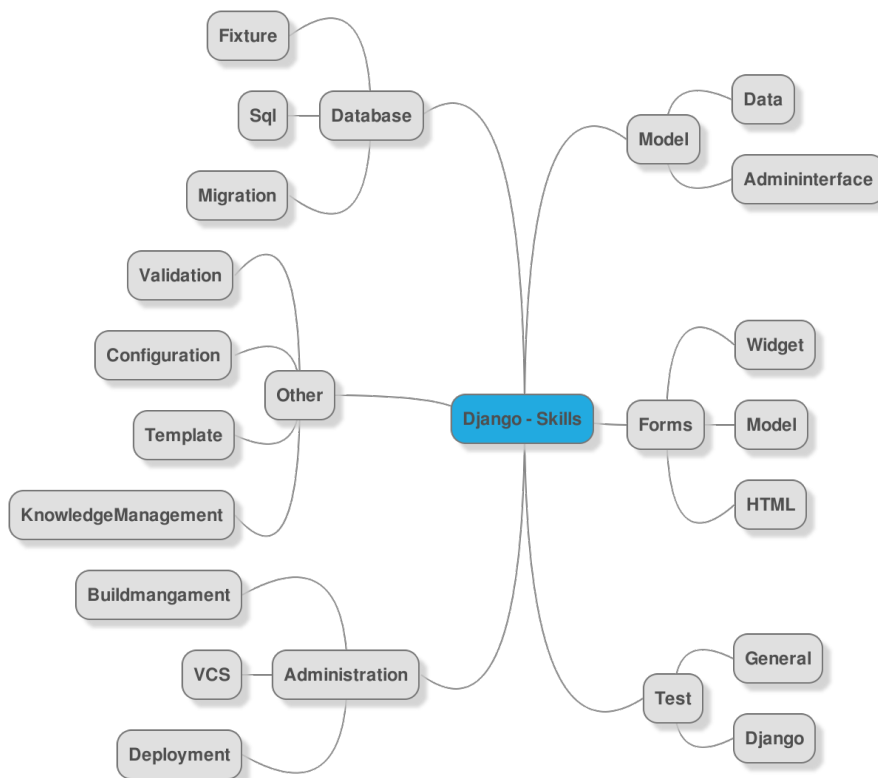 Fixture
Sql
Database
Migration
Validation
Configuration
Other
Template
KnowledgeManagement
Buildmangament
VCS
Administration
Deployment
Django - Skills
Data
Model
Admininterface
Widget
Forms
Model
HTML
General
Test
Django